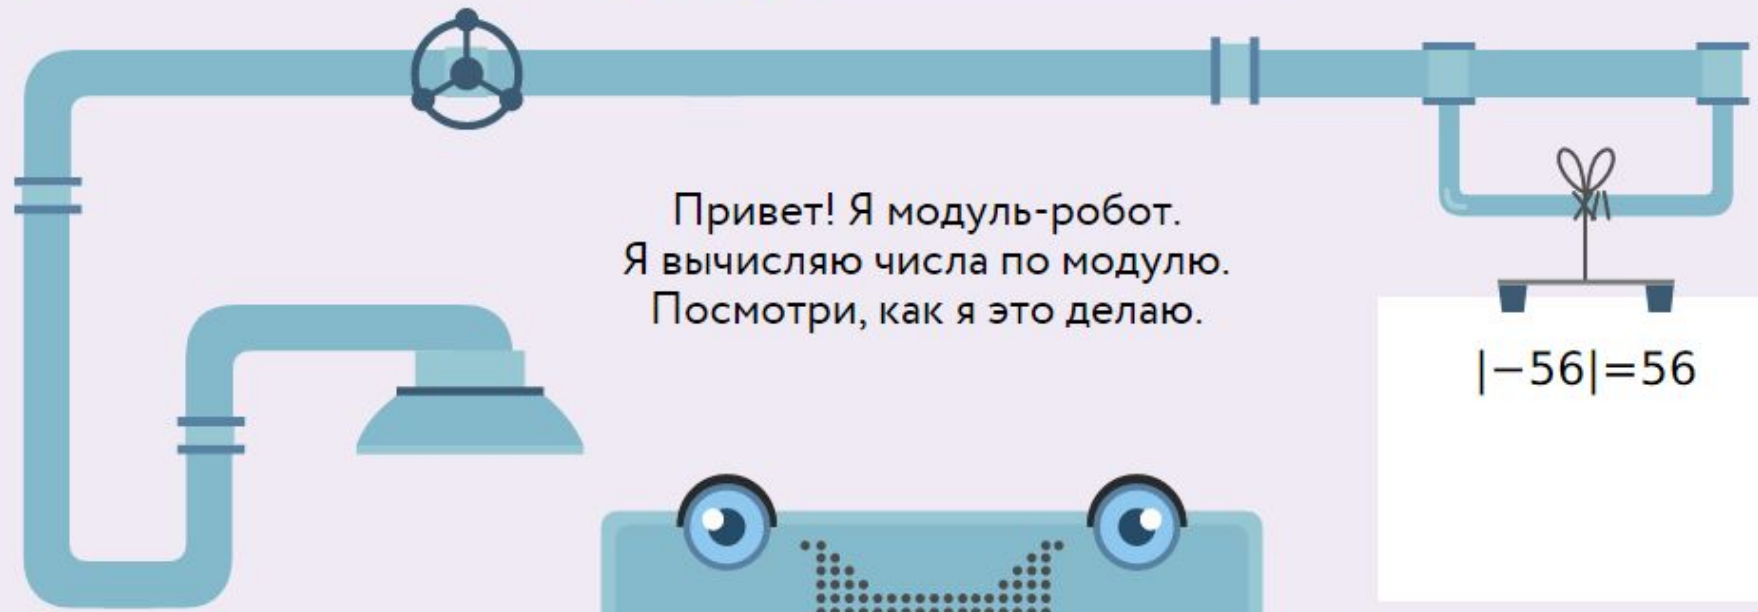 Привет! Я модуль-робот.
Я вычисляю числа по модулю.
Посмотри, как я это делаю.
|−56|=56